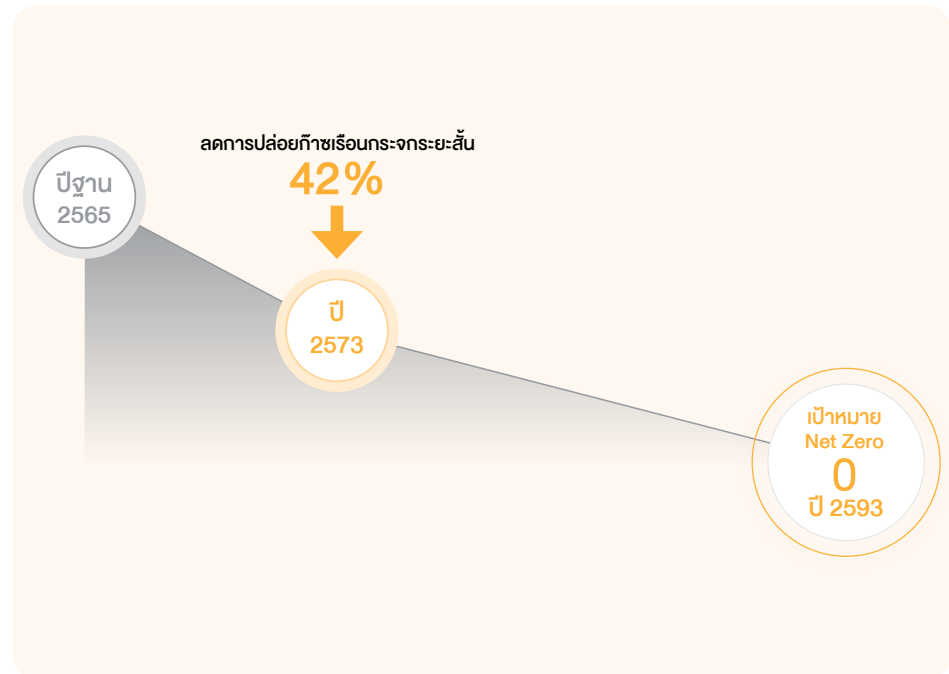 ลดการปล่อยก๊าซเรือนกระจกระยะสั้น
42%
ปีฐาน
2565
ปี
2573
เป้าหมาย
Net Zero
0
ปี 2593